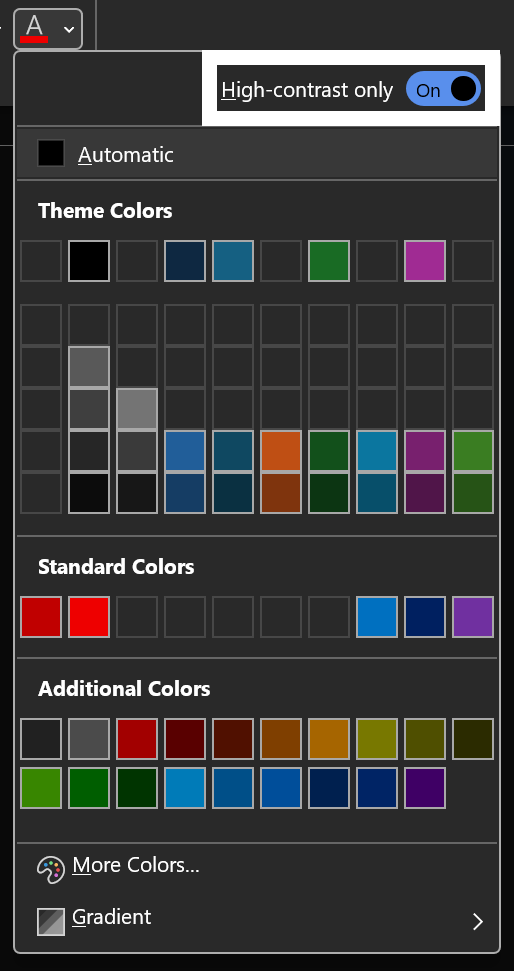 A
High-contrast only On
Automatic
Theme Colors
Standard Colors
Additional Colors
More Colors...
Gradient